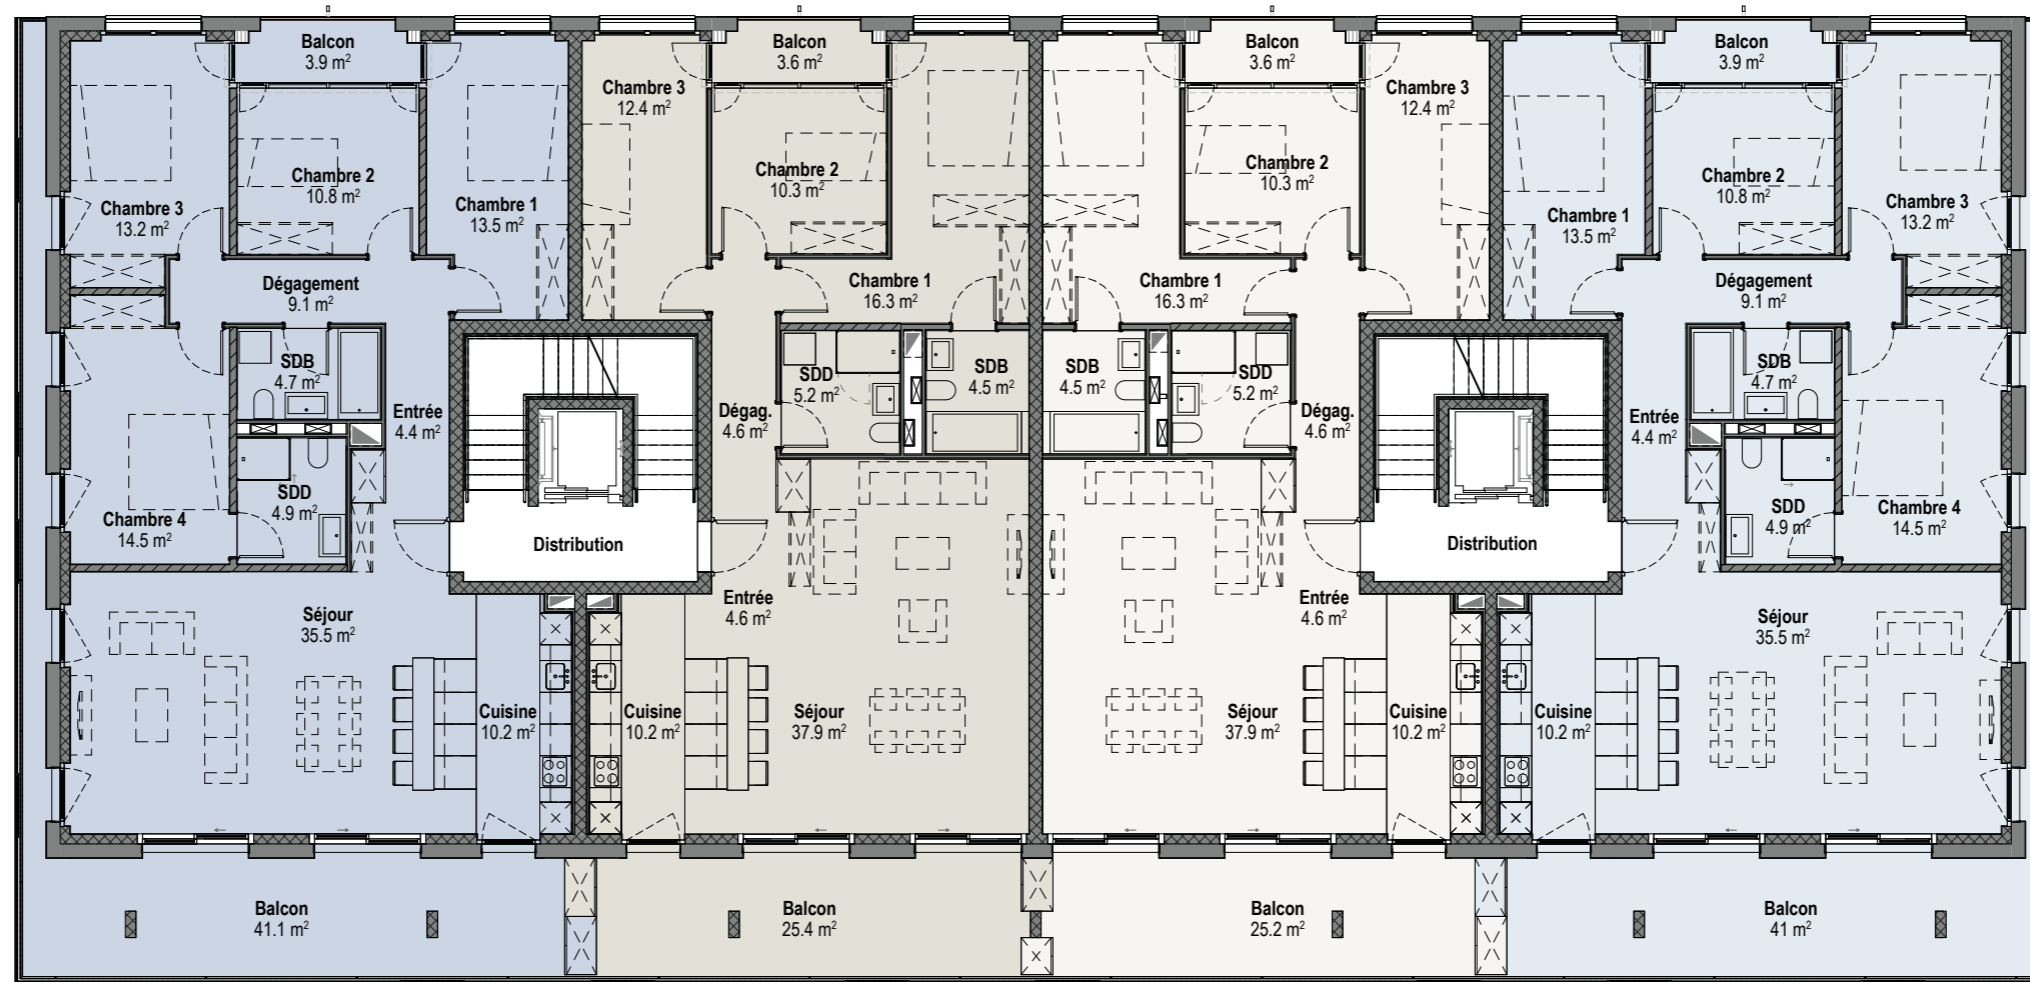 Balcon
3.9 m²
Balcon
3.6 m²
Balcon
3.6 m²
Balcon
3.9 m²
Chambre 3
12.4 m²
Chambre 3
12.4 m²
Chambre 2
10.3 m²
Chambre 2
10.3 m²
Chambre 2
10.8 m²
Chambre 2
10.8 m²
Chambre 3
13.2 m²
Chambre 1
13.5 m²
Chambre 1
13.5 m²
Chambre 3
13.2 m²
Dégagement
9.1 m²
Chambre 1
16.3 m²
Chambre 1
16.3 m²
Dégagement
9.1 m²
SDB
4.7 m²
SDD
5.2 m²
SDB
4.5 m²
SDB
4.5 m²
SDD
5.2 m²
SDB
4.7 m²
Entrée
4.4 m²
Dégag.
4.6 m²
Dégag.
4.6 m²
Entrée
4.4 m²
Chambre 4
14.5 m²
SDD
4.9 m²
SDD
4.9 m²
Chambre 4
14.5 m²
Distribution
Distribution
Entrée
4.6 m²
Entrée
4.6 m²
Séjour
35.5 m²
Séjour
35.5 m²
Cuisine
10.2 m²
Cuisine
10.2 m²
Séjour
37.9 m²
Séjour
37.9 m²
Cuisine
10.2 m²
Cuisine
10.2 m²
Balcon
41.1 m²
Balcon
25.4 m²
Balcon
25.2 m²
Balcon
41 m²